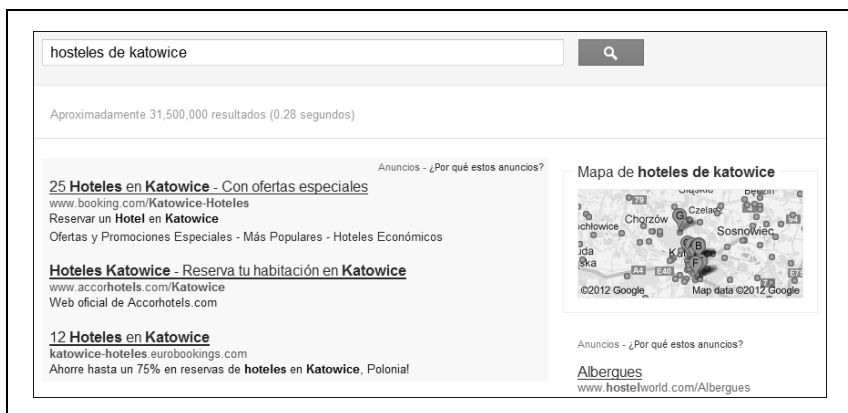 hosteles de katowice
Aproximadamente 31,500,000 resultados (0.28 segundos)
Anuncios - ¿Por qué estos anuncios?
25 Hoteles en Katowice - Con ofertas especiales
www.booking.com/Katowice-Hoteles
Reservar un Hotel en Katowice
Ofertas y Promociones Especiales - Más Populares - Hoteles Económicos
Hoteles Katowice - Reserva tu habitación en Katowice
www.accorhotels.com/Katowice
Web oficial de Accorhotels.com
12 Hoteles en Katowice
katowice-hoteles.eurobookings.com
Ahorre hasta un 75% en reservas de hoteles en Katowice, Polonia!
Mapa de hoteles de katowice
79
Chorzów
G
Czelac
Sosnowiec
B
F
A4 E40
©2012 Google
Map data ©2012 Google
Anuncios - ¿Por qué estos anuncios?
Albergues
www.hostelworld.com/Albergues